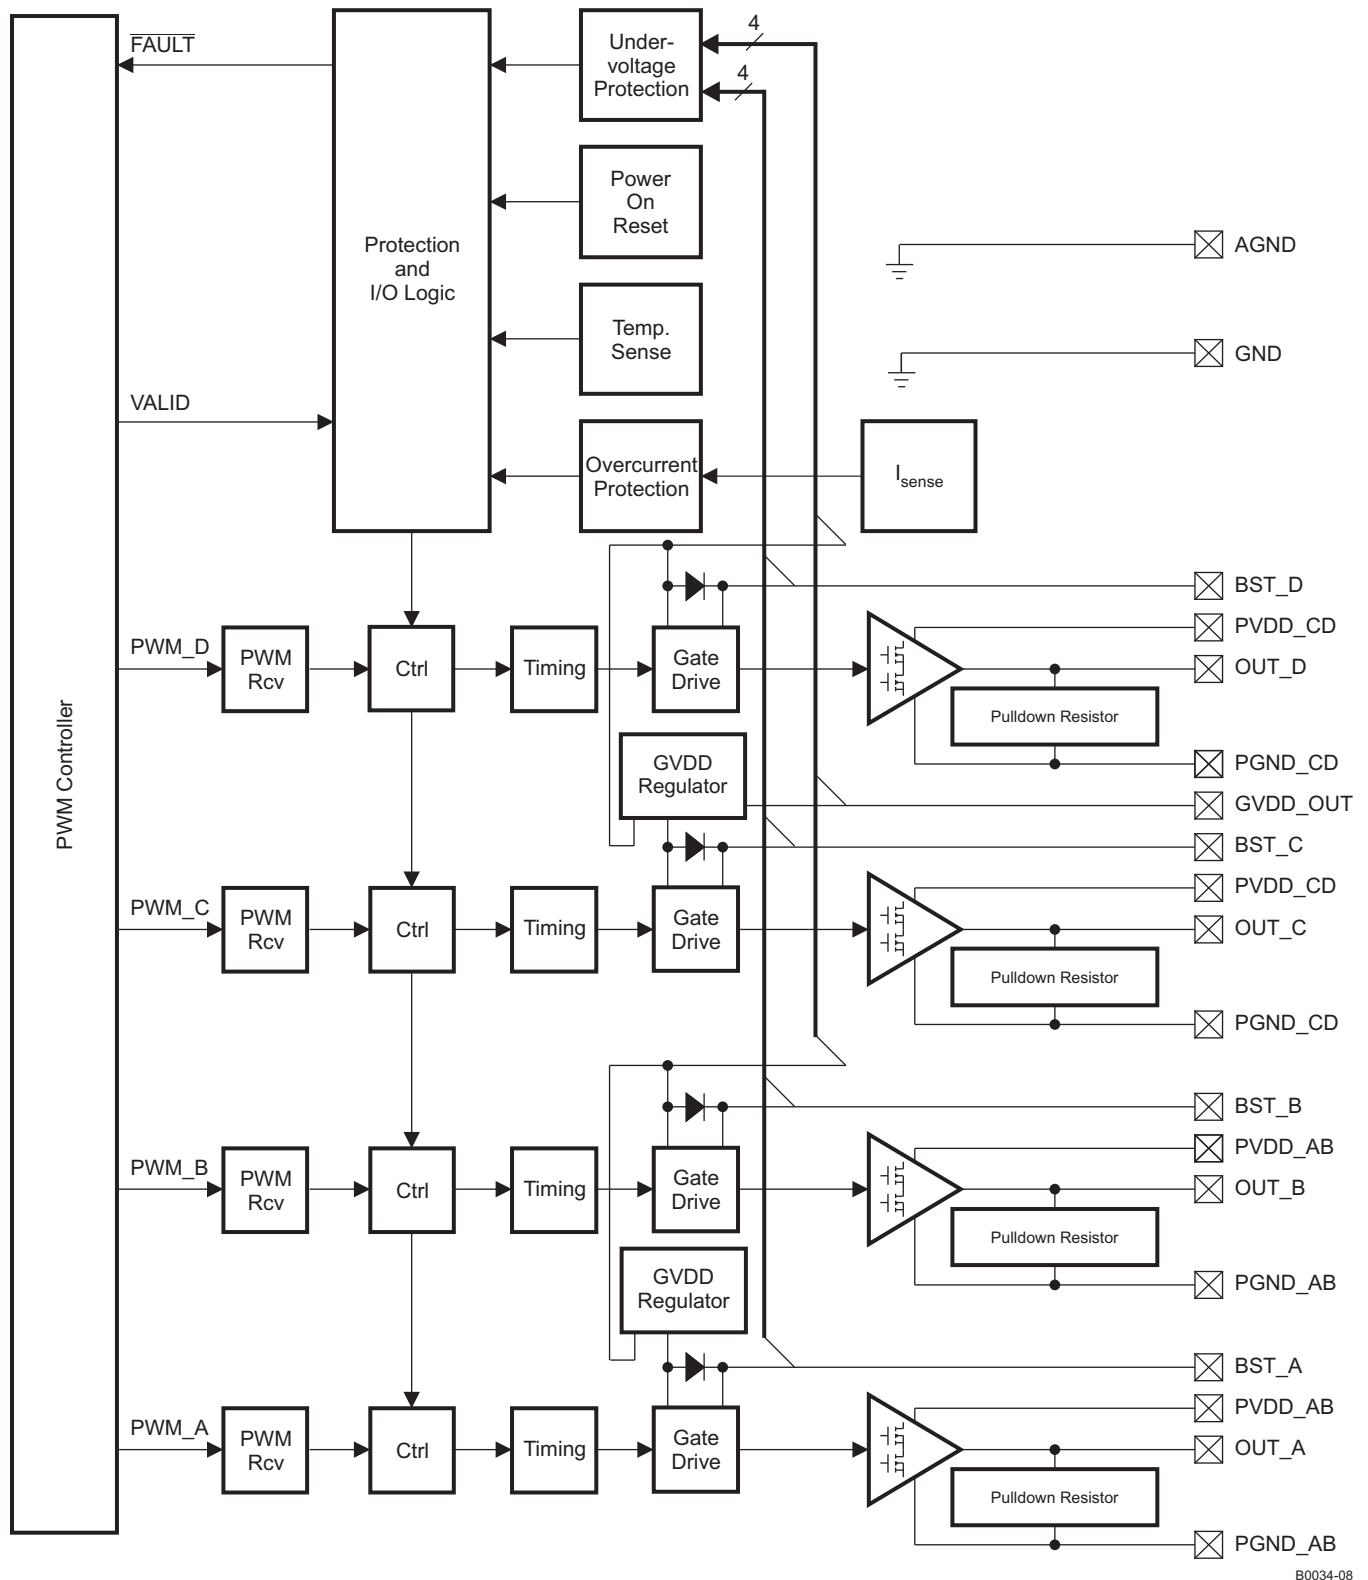 FAULT
Under-
voltage
Protection
4
4
Power
On
Reset
Protection
and
I/O Logic
AGND
Temp.
Sense
GND
VALID
Overcurrent
Protection
Isense
BST_D
PVDD_CD
PWM_D
PWM
Rcv
Ctrl
Timing
Gate
Drive
OUT_D
Pulldown Resistor
PWM Controller
GVDD
Regulator
PGND_CD
GVDD_OUT
BST_C
PVDD_CD
PWM_C
PWM
Rcv
Ctrl
Timing
Gate
Drive
OUT_C
Pulldown Resistor
PGND_CD
BST_B
PVDD_AB
PWM_B
PWM
Rcv
Ctrl
Timing
Gate
Drive
OUT_B
Pulldown Resistor
GVDD
Regulator
PGND_AB
BST_A
PVDD_AB
PWM_A
PWM
Rcv
Ctrl
Timing
Gate
Drive
OUT_A
Pulldown Resistor
PGND_AB
B0034-08